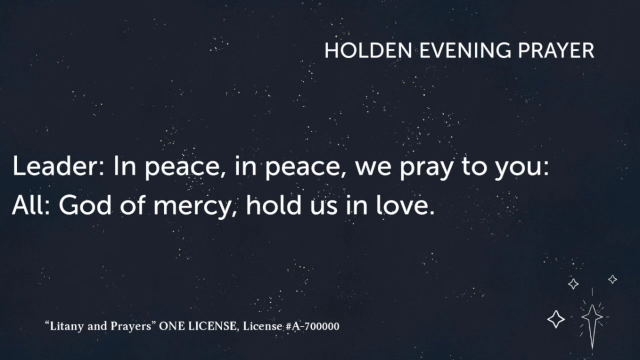 HOLDEN EVENING PRAYER
Leader: In peace, in peace, we pray to you:
All: God of mercy, hold us in love.
“Litany and Prayers” ONE LICENSE, License #A-700000